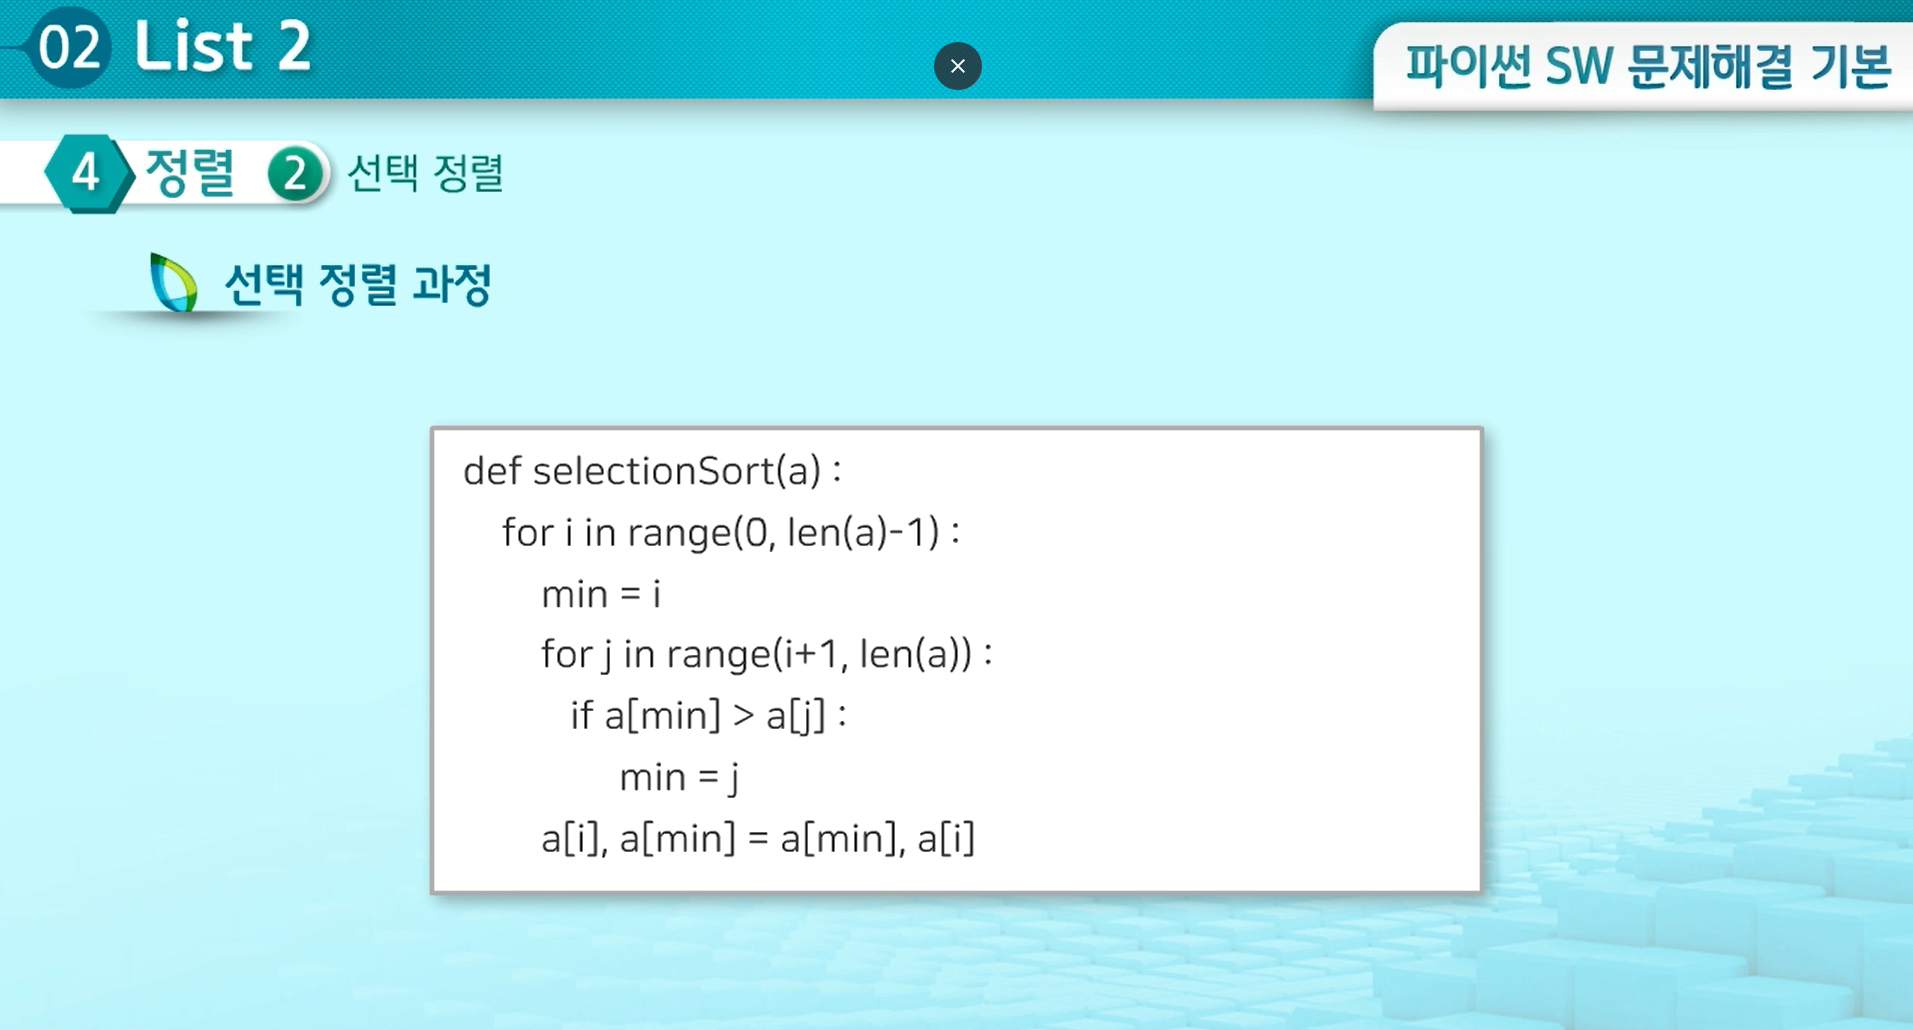 02 List 2
파이썬 SW 문제해결 기본
4 정렬 2 선택 정렬
선택 정렬 과정
def selectionSort(a) :
for i in range(0, len(a)-1) :
min = i
for j in range(i+1, len(a)) :
if a[min] > a[j] :
min = j
a[i], a[min] = a[min], a[i]